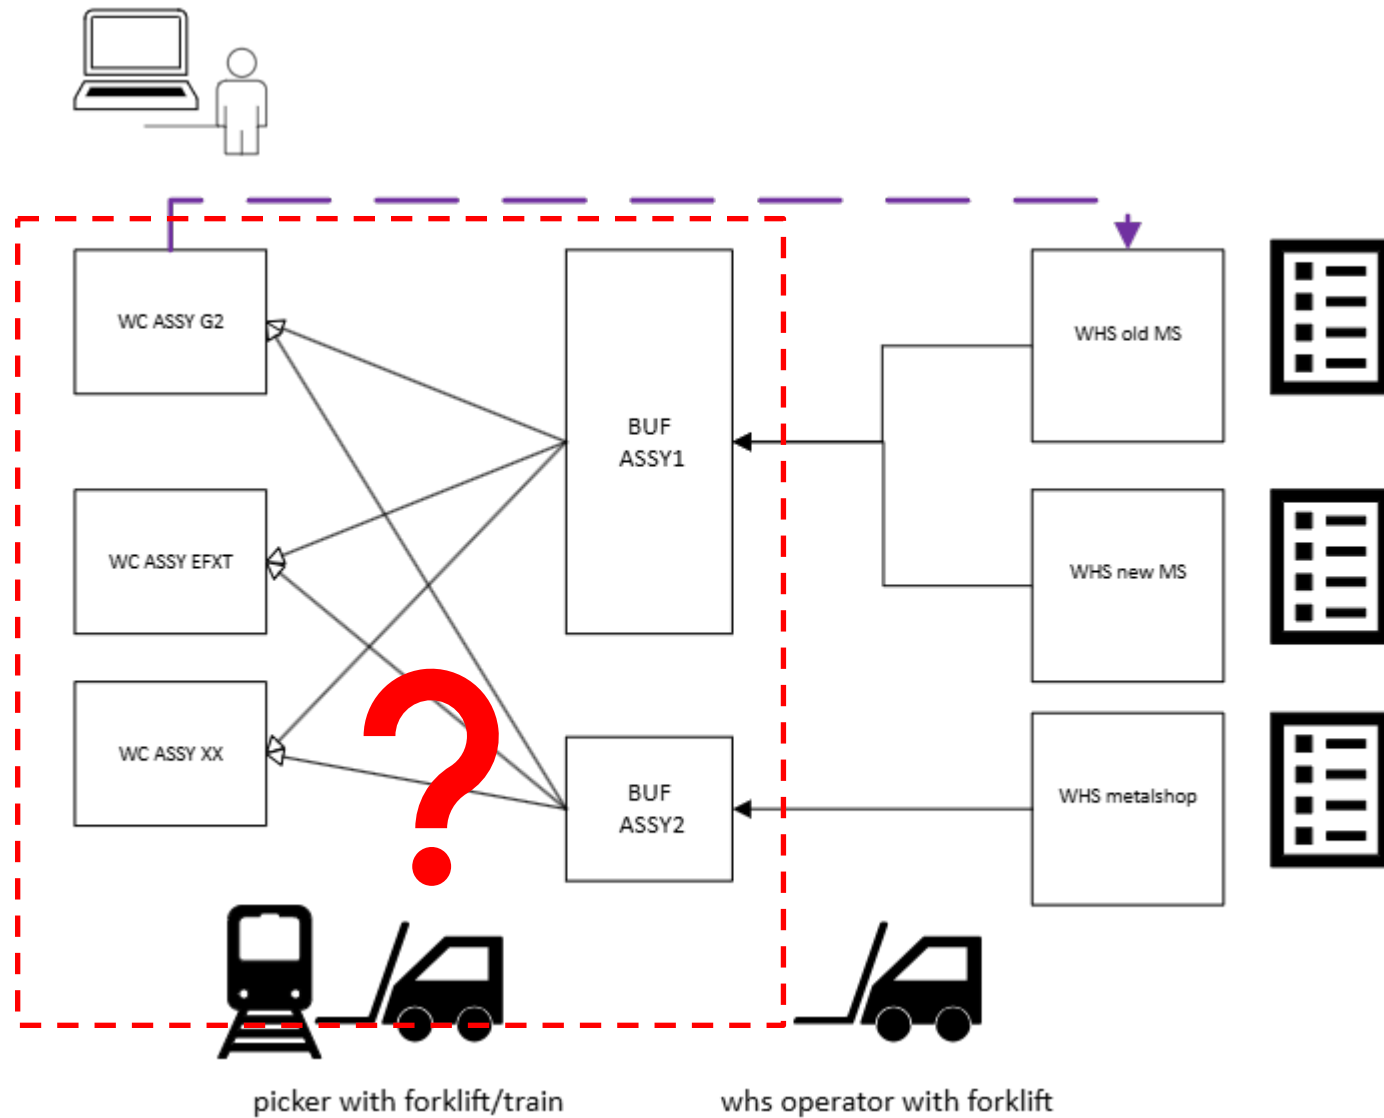 WC ASSY G2
BUF
ASSY1
WHS old MS
WC ASSY EFXT
WHS new MS
WC ASSY XX
?
BUF
ASSY2
WHS metalshop
picker with forklift/train
whs operator with forklift